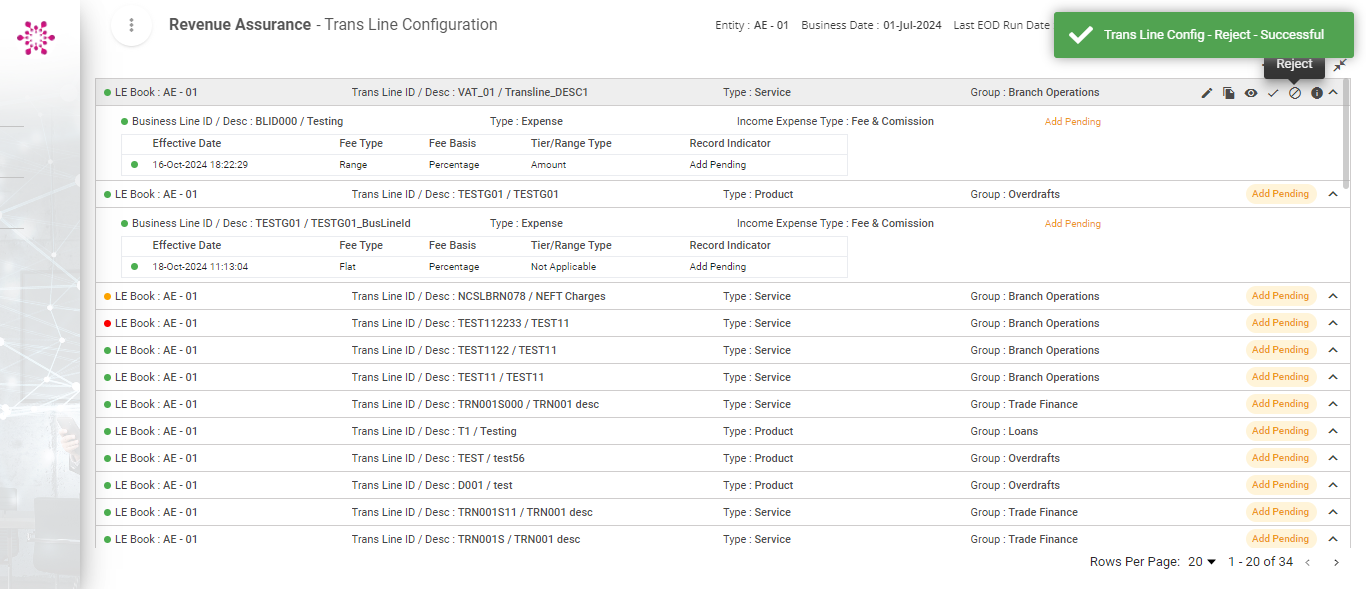 Revenue Assurance - Trans Line Configuration
Entity : AE - 01 Business Date : 01-Jul-2024 Last EOD Run Date
Trans Line Config - Reject - Successful
Reject
LE Book : AE - 01 Trans Line ID / Desc : VAT_01 / Transline_DESC1 Type : Service Group : Branch Operations
Business Line ID / Desc : BLID000 / Testing Type : Expense Income Expense Type : Fee & Comission Add Pending
Effective Date Fee Type Fee Basis Tier/Range Type Record Indicator
16-Oct-2024 18:22:29 Range Percentage Amount Add Pending
LE Book : AE - 01 Trans Line ID / Desc : TESTG01 / TESTG01 Type : Product Group : Overdrafts Add Pending
Business Line ID / Desc : TESTG01 / TESTG01_BusLineId Type : Expense Income Expense Type : Fee & Comission Add Pending
Effective Date Fee Type Fee Basis Tier/Range Type Record Indicator
18-Oct-2024 11:13:04 Flat Percentage Not Applicable Add Pending
LE Book : AE - 01 Trans Line ID / Desc : NCSLBRN078 / NEFT Charges Type : Service Group : Branch Operations Add Pending
LE Book : AE - 01 Trans Line ID / Desc : TEST112233 / TEST11 Type : Service Group : Branch Operations Add Pending
LE Book : AE - 01 Trans Line ID / Desc : TEST1122 / TEST11 Type : Service Group : Branch Operations Add Pending
LE Book : AE - 01 Trans Line ID / Desc : TEST11 / TEST11 Type : Service Group : Branch Operations Add Pending
LE Book : AE - 01 Trans Line ID / Desc : TRN001S000 / TRN001 desc Type : Service Group : Trade Finance Add Pending
LE Book : AE - 01 Trans Line ID / Desc : T1 / Testing Type : Product Group : Loans Add Pending
LE Book : AE - 01 Trans Line ID / Desc : TEST / test56 Type : Product Group : Overdrafts Add Pending
LE Book : AE - 01 Trans Line ID / Desc : D001 / test Type : Product Group : Overdrafts Add Pending
LE Book : AE - 01 Trans Line ID / Desc : TRN001S11 / TRN001 desc Type : Service Group : Trade Finance Add Pending
LE Book : AE - 01 Trans Line ID / Desc : TRN001S / TRN001 desc Type : Service Group : Trade Finance Add Pending
Rows Per Page: 20 1 - 20 of 34